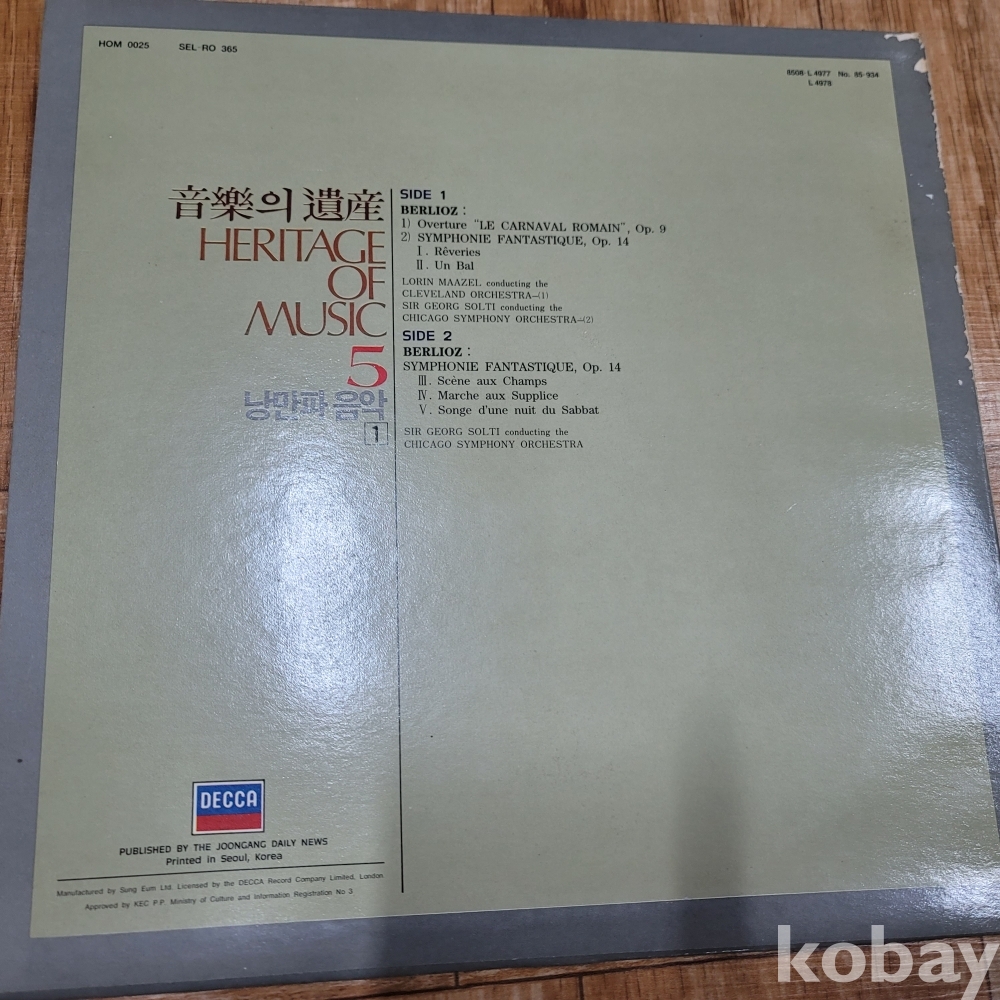 HOM 0025 SEL-RO 365
8508 L 4977 No. 85-934
L 4978
音樂의 遺産
HERITAGE
OF
MUSIC
5
낭만파 음악
1
SIDE 1
BERLIOZ :
1) Overture "LE CARNAVAL ROMAIN", Op. 9
2) SYMPHONIE FANTASTIQUE, Op. 14
Ⅰ. Rêveries
Ⅱ. Un Bal
LORIN MAAZEL conducting the
CLEVELAND ORCHESTRA—(1)
SIR GEORG SOLTI conducting the
CHICAGO SYMPHONY ORCHESTRA—(2)
SIDE 2
BERLIOZ :
SYMPHONIE FANTASTIQUE, Op. 14
Ⅲ. Scène aux Champs
Ⅳ. Marche aux Supplice
Ⅴ. Songe d'une nuit du Sabbat
SIR GEORG SOLTI conducting the
CHICAGO SYMPHONY ORCHESTRA
DECCA
PUBLISHED BY THE JOONGANG DAILY NEWS
Printed in Seoul, Korea
Manufactured by Sung Eum Ltd. Licensed by the DECCA Record Company Limited, London.
Approved by KEC P.P. Ministry of Culture and Information Registration No 3
kobay